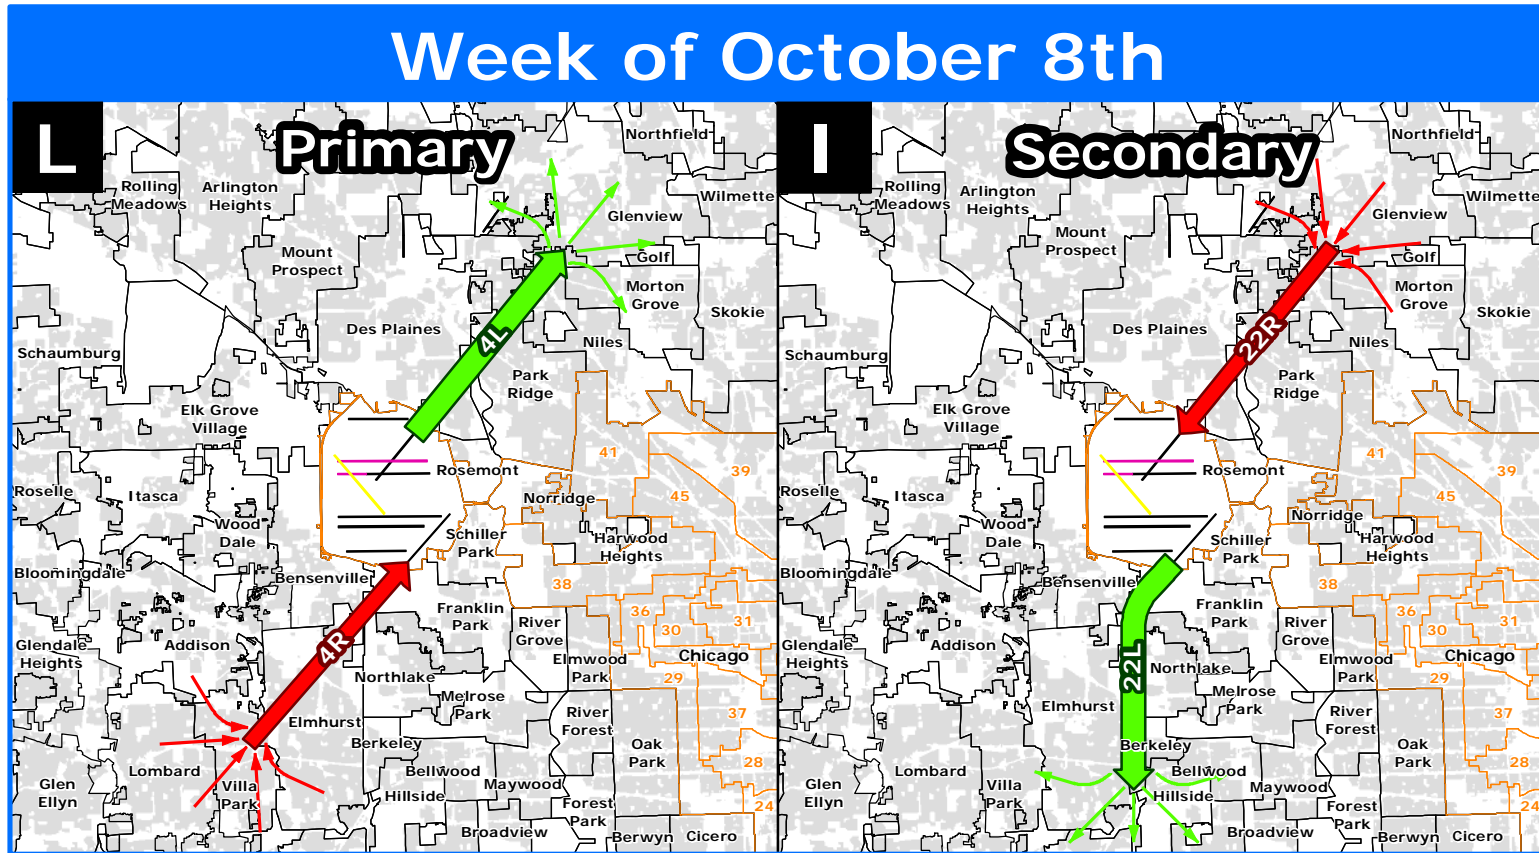 Week of October 8th
L
Primary
Northfield
Rolling
Meadows
Arlington
Heights
Wilmette
Glenview
Mount
Prospect
Golf
Morton
Grove
Skokie
Des Plaines
4L
Niles
Schaumburg
Park
Ridge
Elk Grove
Village
41
39
Rosemont
Roselle
Itasca
Norridge
45
Wood
Dale
Schiller
Park
Harwood
Heights
Bloomingdale
Bensenville
38
Franklin
Park
36
31
River
Grove
30
Glendale
Heights
Addison
4R
Chicago
Elmwood
Park
Northlake
29
Melrose
Park
Elmhurst
River
Forest
37
Berkeley
Oak
Park
28
Lombard
Bellwood
Glen
Ellyn
Villa
Park
Maywood
Hillside
Forest
Park
24
Broadview
Berwyn
Cicero
I
Secondary
Northfield
Rolling
Meadows
Arlington
Heights
Wilmette
Glenview
Mount
Prospect
Golf
Morton
Grove
Skokie
Des Plaines
22R
Niles
Schaumburg
Park
Ridge
Elk Grove
Village
41
39
Rosemont
Roselle
Itasca
45
Norridge
Wood
Dale
Schiller
Park
Harwood
Heights
Bloomingdale
Bensenville
38
Franklin
Park
36
31
River
Grove
30
Glendale
Heights
Addison
Chicago
22L
Northlake
Elmwood
Park
29
Melrose
Park
Elmhurst
River
Forest
37
Berkeley
Oak
Park
28
Lombard
Bellwood
Glen
Ellyn
Villa
Park
Maywood
Hillside
Forest
Park
24
Broadview
Berwyn
Cicero